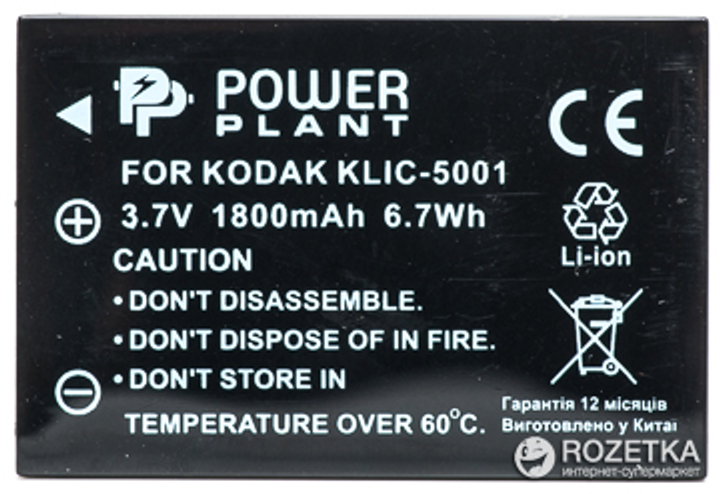 POWER
PLANT
FOR KODAK KLIC-5001
3.7V 1800mAh 6.7Wh
CE
Li-ion
CAUTION
•DON'T DISASSEMBLE.
•DON'T DISPOSE OF IN FIRE.
•DON'T STORE IN
TEMPERATURE OVER 60°C.
Гарантія 12 місяців
Виготовлено у Китаї
ROZETKA
интернет-супермаркет